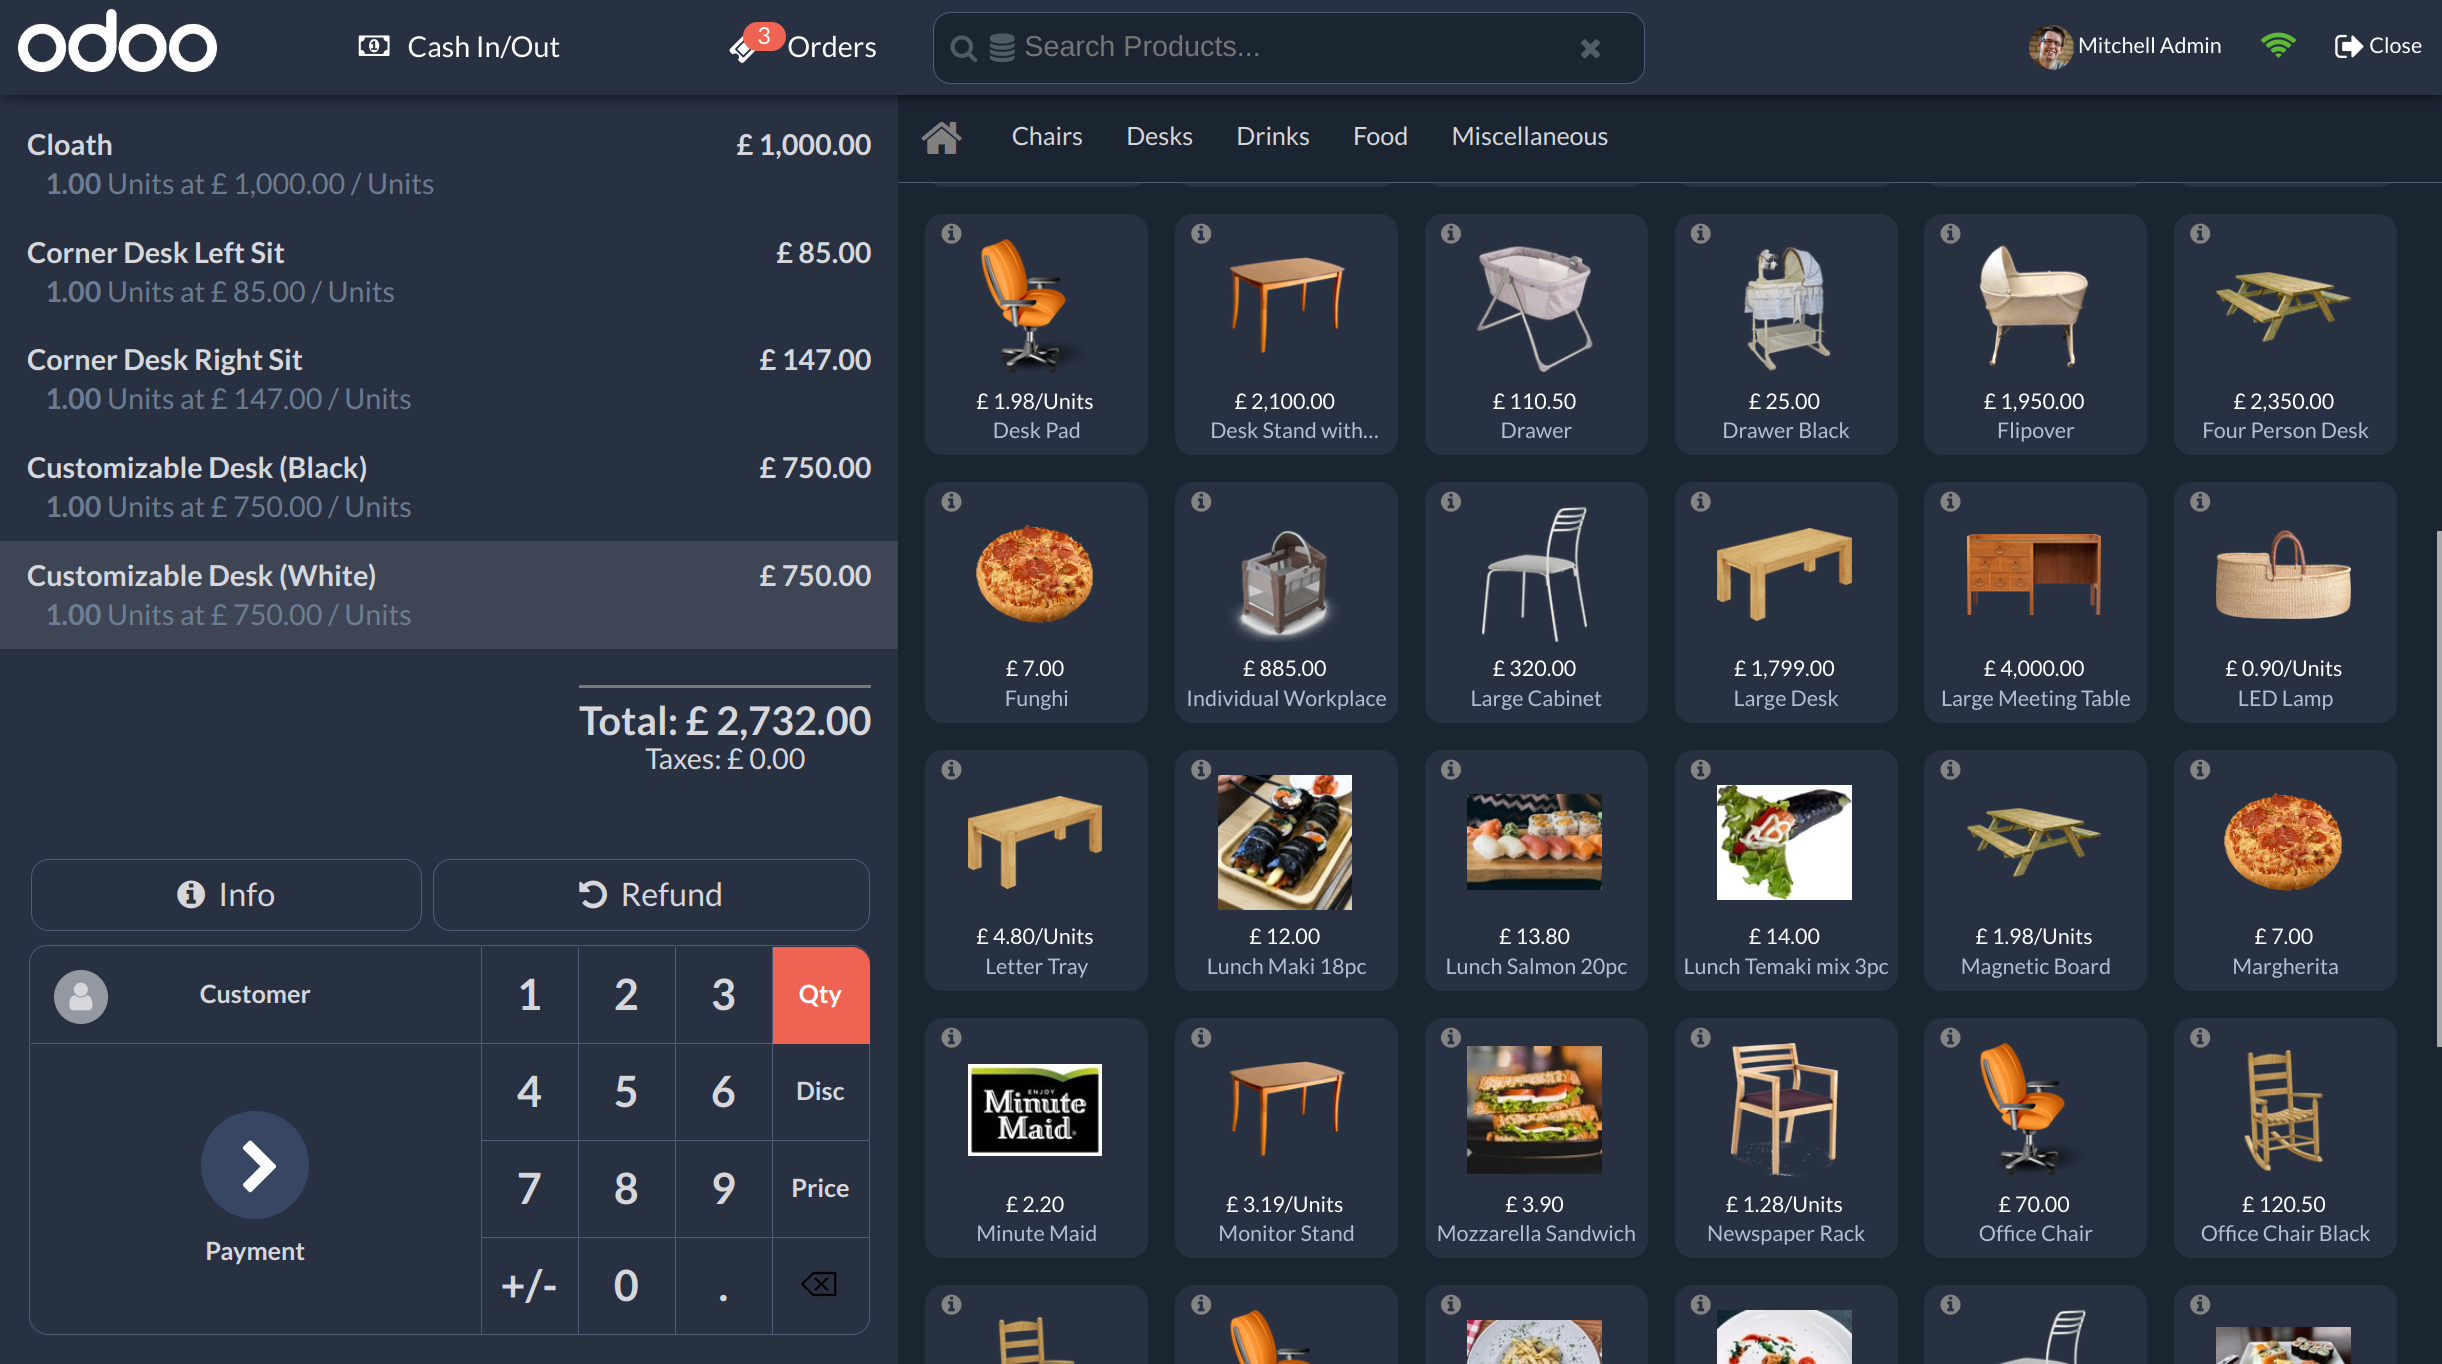 odoo
Cash In/Out
3
Orders
Search Products...
Mitchell Admin
Close
Cloath £ 1,000.00
1.00 Units at £ 1,000.00 / Units
Corner Desk Left Sit £ 85.00
1.00 Units at £ 85.00 / Units
Corner Desk Right Sit £ 147.00
1.00 Units at £ 147.00 / Units
Customizable Desk (Black) £ 750.00
1.00 Units at £ 750.00 / Units
Customizable Desk (White) £ 750.00
1.00 Units at £ 750.00 / Units
Total: £ 2,732.00
Taxes: £ 0.00
Info
Refund
Customer
1 2 3 Qty
4 5 6 Disc
7 8 9 Price
+/- 0 .
Payment
Chairs Desks Drinks Food Miscellaneous
£ 1.98/Units
Desk Pad
£ 2,100.00
Desk Stand with...
£ 110.50
Drawer
£ 25.00
Drawer Black
£ 1,950.00
Flipover
£ 2,350.00
Four Person Desk
£ 7.00
Funghi
£ 885.00
Individual Workplace
£ 320.00
Large Cabinet
£ 1,799.00
Large Desk
£ 4,000.00
Large Meeting Table
£ 0.90/Units
LED Lamp
£ 4.80/Units
Letter Tray
£ 12.00
Lunch Maki 18pc
£ 13.80
Lunch Salmon 20pc
£ 14.00
Lunch Temaki mix 3pc
£ 1.98/Units
Magnetic Board
£ 7.00
Margherita
ENJOY
Minute
Maid
£ 2.20
Minute Maid
£ 3.19/Units
Monitor Stand
£ 3.90
Mozzarella Sandwich
£ 1.28/Units
Newspaper Rack
£ 70.00
Office Chair
£ 120.50
Office Chair Black